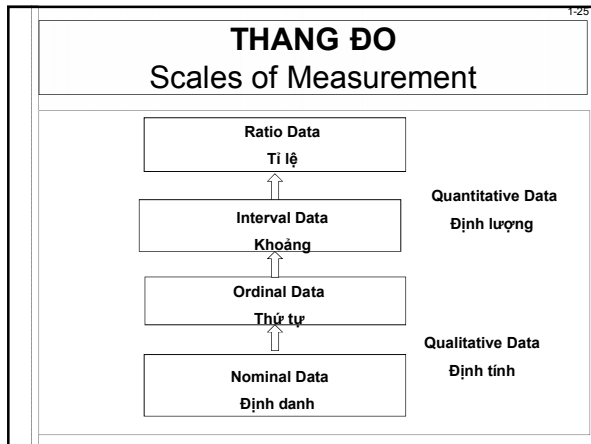 1-25
THANG ĐO
Scales of Measurement
Ratio Data
Tỉ lệ
Quantitative Data
Định lượng
Interval Data
Khoảng
Ordinal Data
Thứ tự
Qualitative Data
Định tính
Nominal Data
Định danh